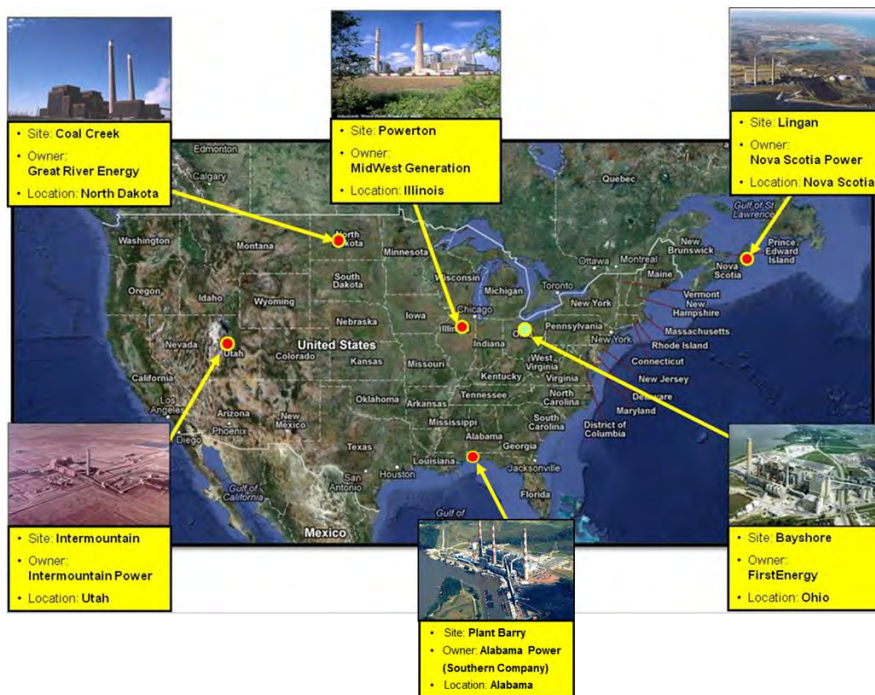 • Site: Coal Creek
• Owner:
Great River Energy
• Location: North Dakota
• Site: Powerton
• Owner:
MidWest Generation
• Location: Illinois
• Site: Lingan
• Owner:
Nova Scotia Power
• Location: Nova Scotia
Edmonton
Calgary
Quebec
Gulf of St
Lawrence
Washington
Montana
North
Dakota
Minnesota
Ottawa
Montreal
New
Brunswick
Prince
Edward
Island
Nova
Scotia
Maine
Oregon
Idaho
Wyoming
South
Dakota
Wisconsin
Michigan
Toronto
New York
Vermont
New
Hampshire
Massachusetts
Rhode Island
Connecticut
New Jersey
Delaware
Maryland
District of
Columbia
Nebraska
Iowa
Chicago
Illin
Indiana
O
Pennsylvania
New York
Nevada
Utah
Colorado
United States
Kansas
Missouri
West
Virginia
Kentucky
Virginia
California
Los
Angeles
Diego
Arizona
Phoenix
New
Mexico
Oklahoma
Arkansas
Tennessee
North
Carolina
South
Carolina
Mississippi
Alabama
Georgia
Texas
Louisiana
Jacksonville
San
Antonio
Houston
Florida
Gulf of
California
Gulf of
Mexico
• Site: Intermountain
• Owner:
Intermountain Power
• Location: Utah
• Site: Plant Barry
• Owner: Alabama Power
(Southern Company)
• Location: Alabama
• Site: Bayshore
• Owner:
FirstEnergy
• Location: Ohio